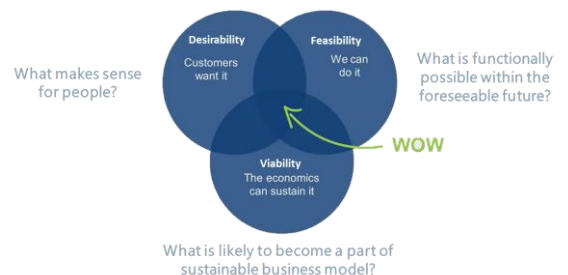 Desirability
Customers
want it
Feasibility
We can
do it
What makes sense
for people?
What is functionally
possible within the
foreseeable future?
WOW
Viability
The economics
can sustain it
What is likely to become a part of
sustainable business model?